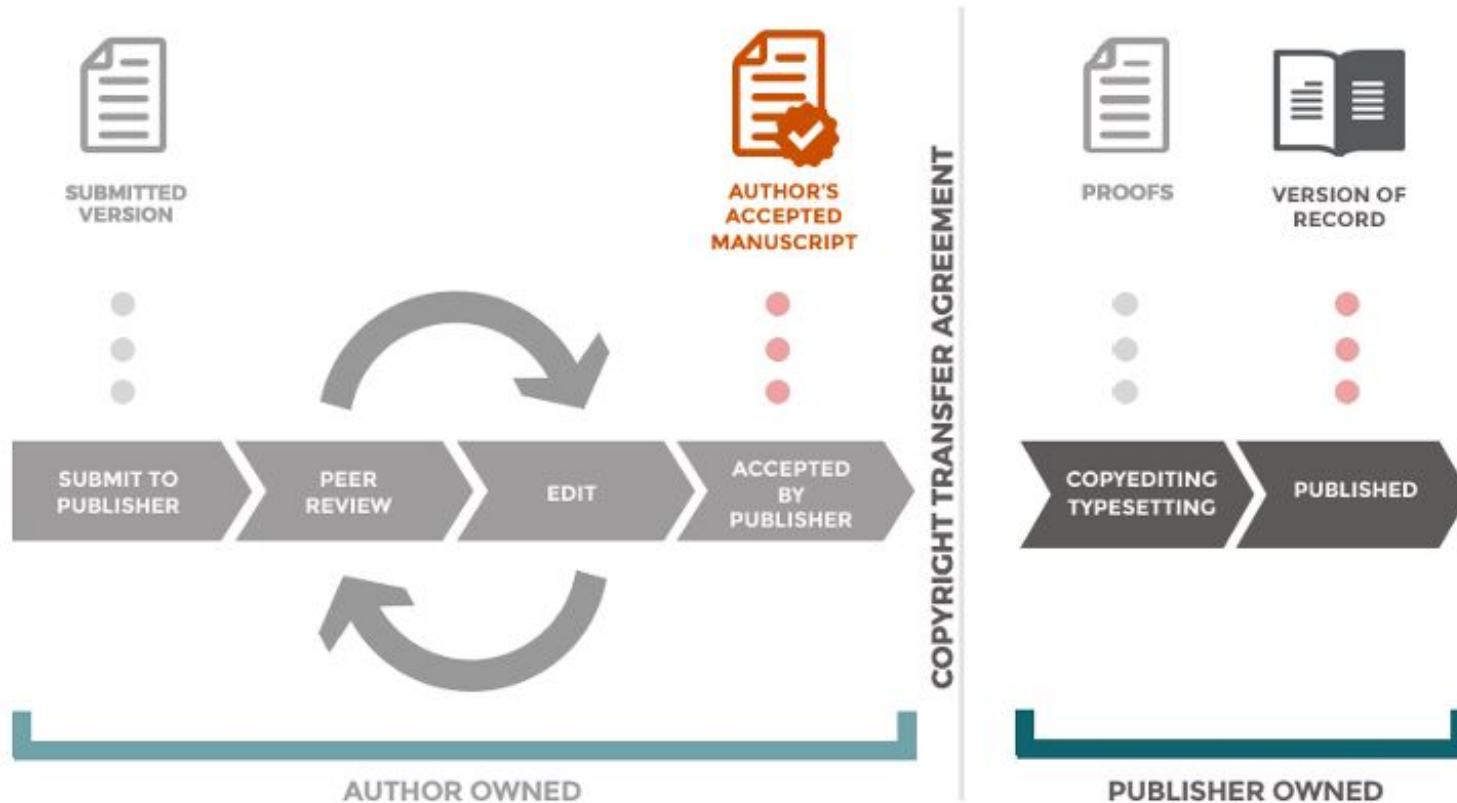 SUBMITTED
VERSION
AUTHOR'S
ACCEPTED
MANUSCRIPT
COPYRIGHT TRANSFER AGREEMENT
PROOFS
VERSION OF
RECORD
SUBMIT TO
PUBLISHER
PEER
REVIEW
EDIT
ACCEPTED
BY
PUBLISHER
COPYEDITING
TYPESETTING
PUBLISHED
AUTHOR OWNED
PUBLISHER OWNED